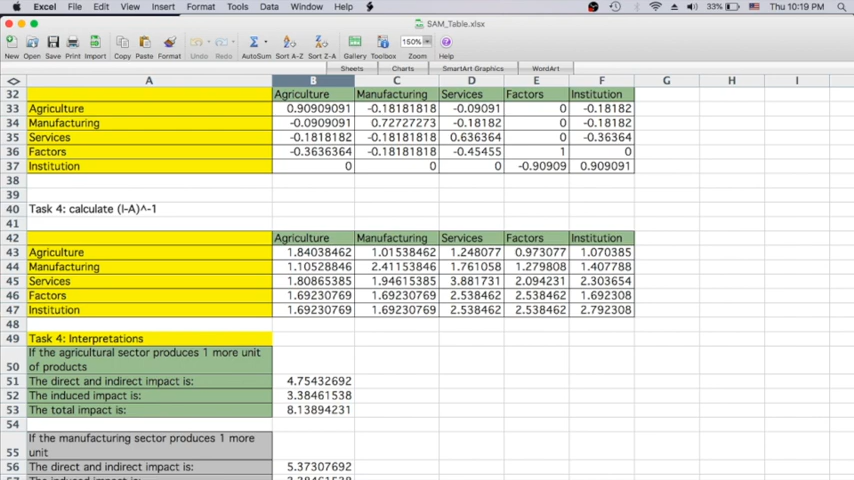 Excel File Edit View Insert Format Tools Data Window Help 33% Thu 10:19 PM
SAM_Table.xlsx
150%
New Open Save Print Import Copy Paste Format Undo Redo AutoSum Sort A-Z Sort Z-A Gallery Toolbox Zoom Help
Sheets Charts SmartArt Graphics WordArt
A B C D E F G H I
32 Agriculture Manufacturing Services Factors Institution
33 Agriculture 0.90909091 -0.18181818 -0.09091 0 -0.18182
34 Manufacturing -0.0909091 0.72727273 -0.18182 0 -0.18182
35 Services -0.1818182 -0.18181818 0.636364 0 -0.36364
36 Factors -0.3636364 -0.18181818 -0.45455 1 0
37 Institution 0 0 0 -0.90909 0.909091
38
39
40 Task 4: calculate (I-A)^-1
41
42 Agriculture Manufacturing Services Factors Institution
43 Agriculture 1.84038462 1.01538462 1.248077 0.973077 1.070385
44 Manufacturing 1.10528846 2.41153846 1.761058 1.279808 1.407788
45 Services 1.80865385 1.94615385 3.881731 2.094231 2.303654
46 Factors 1.69230769 1.69230769 2.538462 2.538462 1.692308
47 Institution 1.69230769 1.69230769 2.538462 2.538462 2.792308
48
49 Task 4: Interpretations
If the agricultural sector produces 1 more unit
50 of products
51 The direct and indirect impact is: 4.75432692
52 The induced impact is: 3.38461538
53 The total impact is: 8.13894231
54
If the manufacturing sector produces 1 more
55 unit
56 The direct and indirect impact is: 5.37307692
57 The induced impact is: 3.38461538